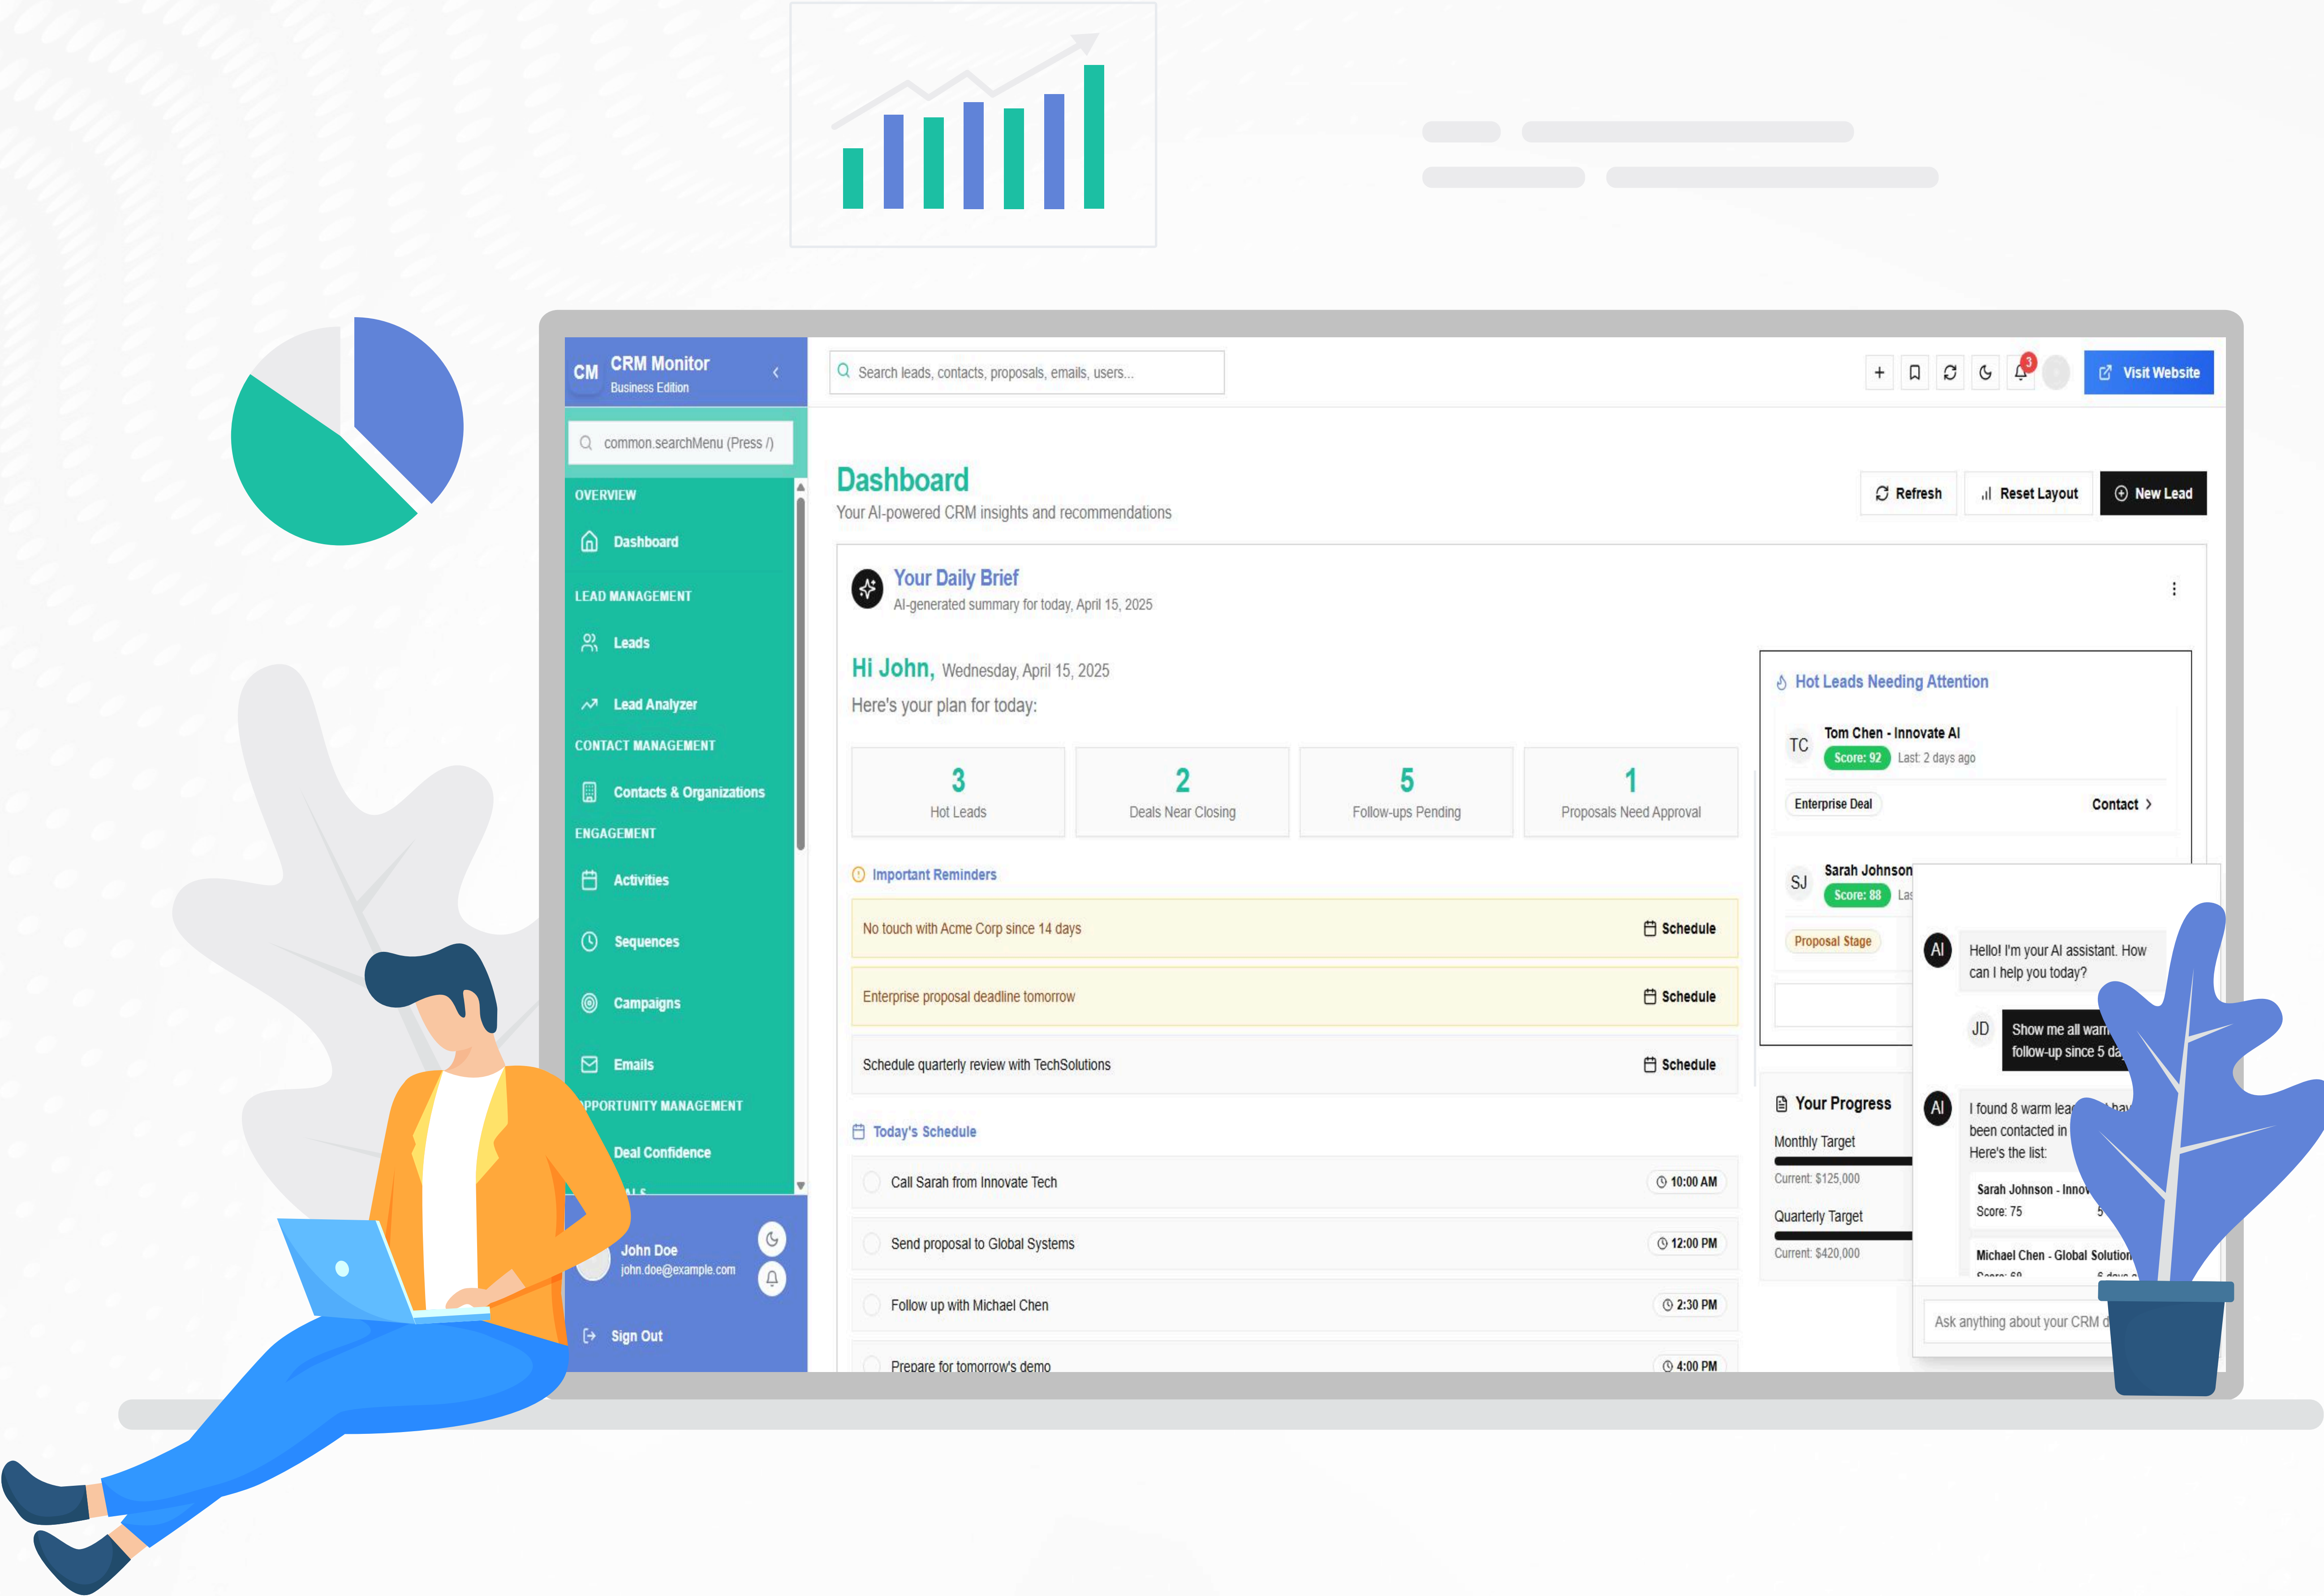 CM
CRM Monitor
Business Edition
Search leads, contacts, proposals, emails, users...
3
Visit Website
common.searchMenu (Press /)
OVERVIEW
Dashboard
LEAD MANAGEMENT
Leads
Lead Analyzer
CONTACT MANAGEMENT
Contacts & Organizations
ENGAGEMENT
Activities
Sequences
Campaigns
Emails
OPPORTUNITY MANAGEMENT
Deal Confidence
John Doe
john.doe@example.com
Sign Out
Dashboard
Your AI-powered CRM insights and recommendations
Refresh
Reset Layout
New Lead
Your Daily Brief
AI-generated summary for today, April 15, 2025
Hi John, Wednesday, April 15, 2025
Here's your plan for today:
3
Hot Leads
2
Deals Near Closing
5
Follow-ups Pending
1
Proposals Need Approval
Important Reminders
No touch with Acme Corp since 14 days
Schedule
Enterprise proposal deadline tomorrow
Schedule
Schedule quarterly review with TechSolutions
Schedule
Today's Schedule
Call Sarah from Innovate Tech
10:00 AM
Send proposal to Global Systems
12:00 PM
Follow up with Michael Chen
2:30 PM
Prepare for tomorrow's demo
4:00 PM
Hot Leads Needing Attention
TC
Tom Chen - Innovate AI
Score: 92 Last: 2 days ago
Enterprise Deal
Contact
SJ
Sarah Johnson
Score: 88
Proposal Stage
Your Progress
Monthly Target
Current: $125,000
Quarterly Target
Current: $420,000
AI
Hello! I'm your AI assistant. How
can I help you today?
JD
Show me all warm
follow-up since 5
AI
I found 8 warm
been contacted in
Here's the list:
Sarah Johnson -
Score: 75
Michael Chen - Global
Ask anything about your CRM